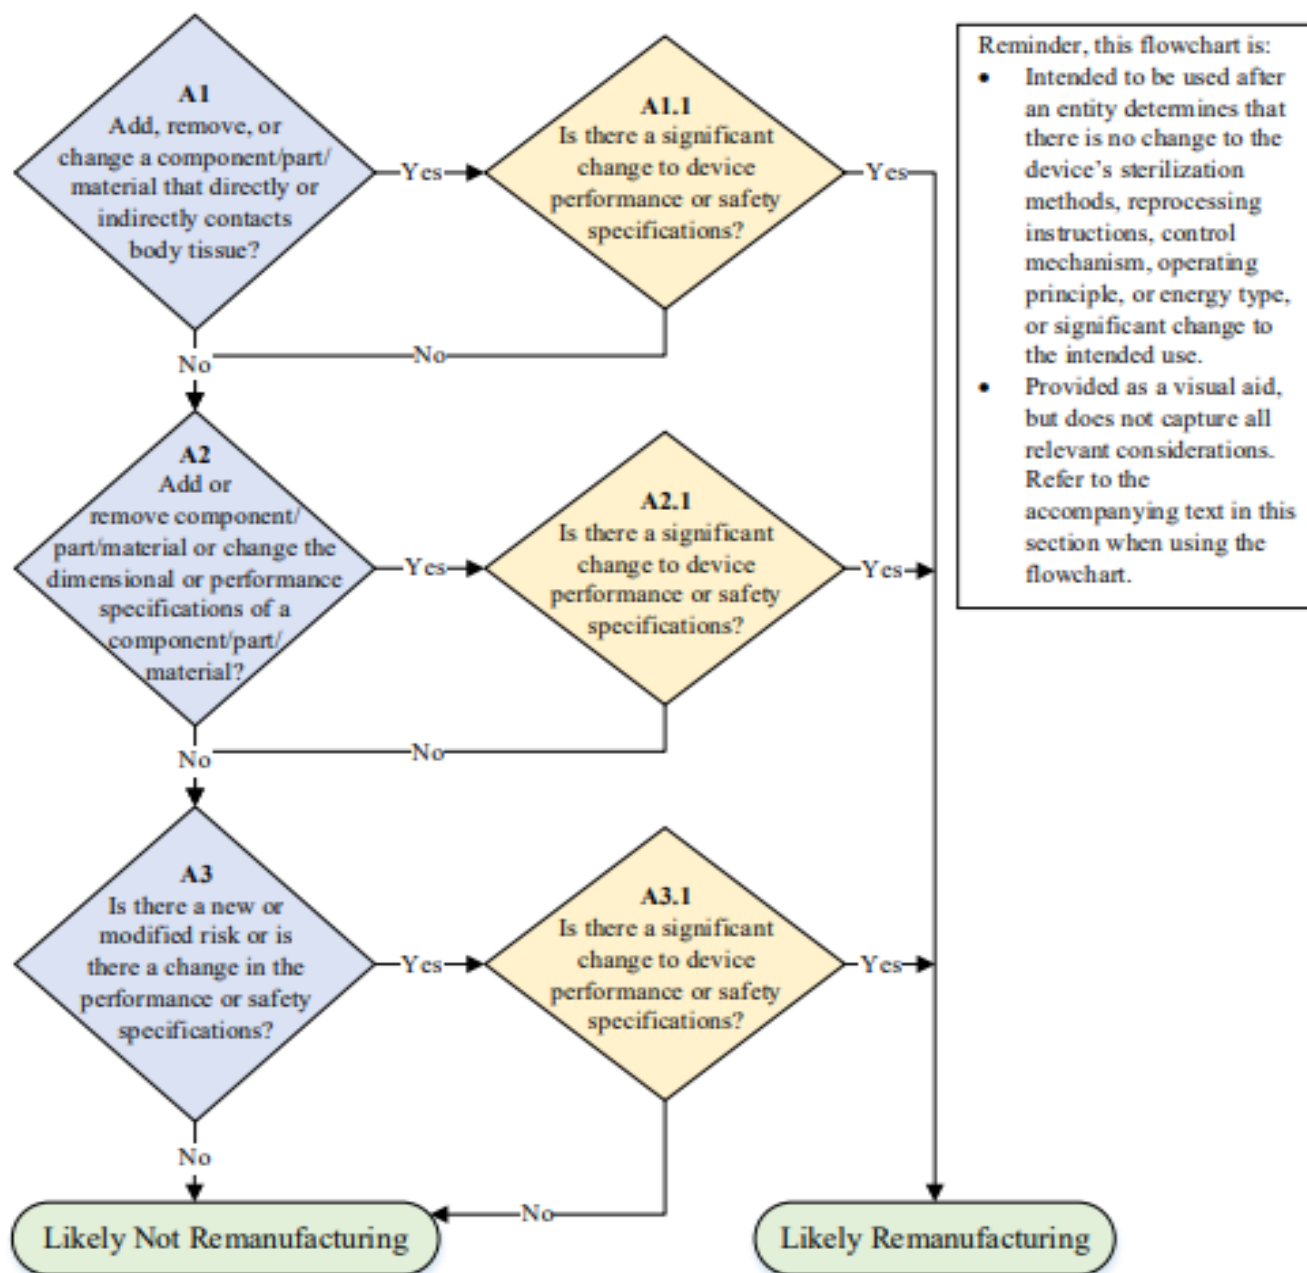 A1
Add, remove, or
change a component/part/
material that directly or
indirectly contacts
body tissue?
Yes
A1.1
Is there a significant
change to device
performance or safety
specifications?
Yes
No
No
A2
Add or
remove component/
part/material or change the
dimensional or performance
specifications of a
component/part/
material?
Yes
A2.1
Is there a significant
change to device
performance or safety
specifications?
Yes
No
No
A3
Is there a new or
modified risk or is
there a change in the
performance or safety
specifications?
Yes
A3.1
Is there a significant
change to device
performance or safety
specifications?
Yes
No
No
Likely Not Remanufacturing
Likely Remanufacturing
Reminder, this flowchart is:
• Intended to be used after
an entity determines that
there is no change to the
device's sterilization
methods, reprocessing
instructions, control
mechanism, operating
principle, or energy type,
or significant change to
the intended use.
• Provided as a visual aid,
but does not capture all
relevant considerations.
Refer to the
accompanying text in this
section when using the
flowchart.